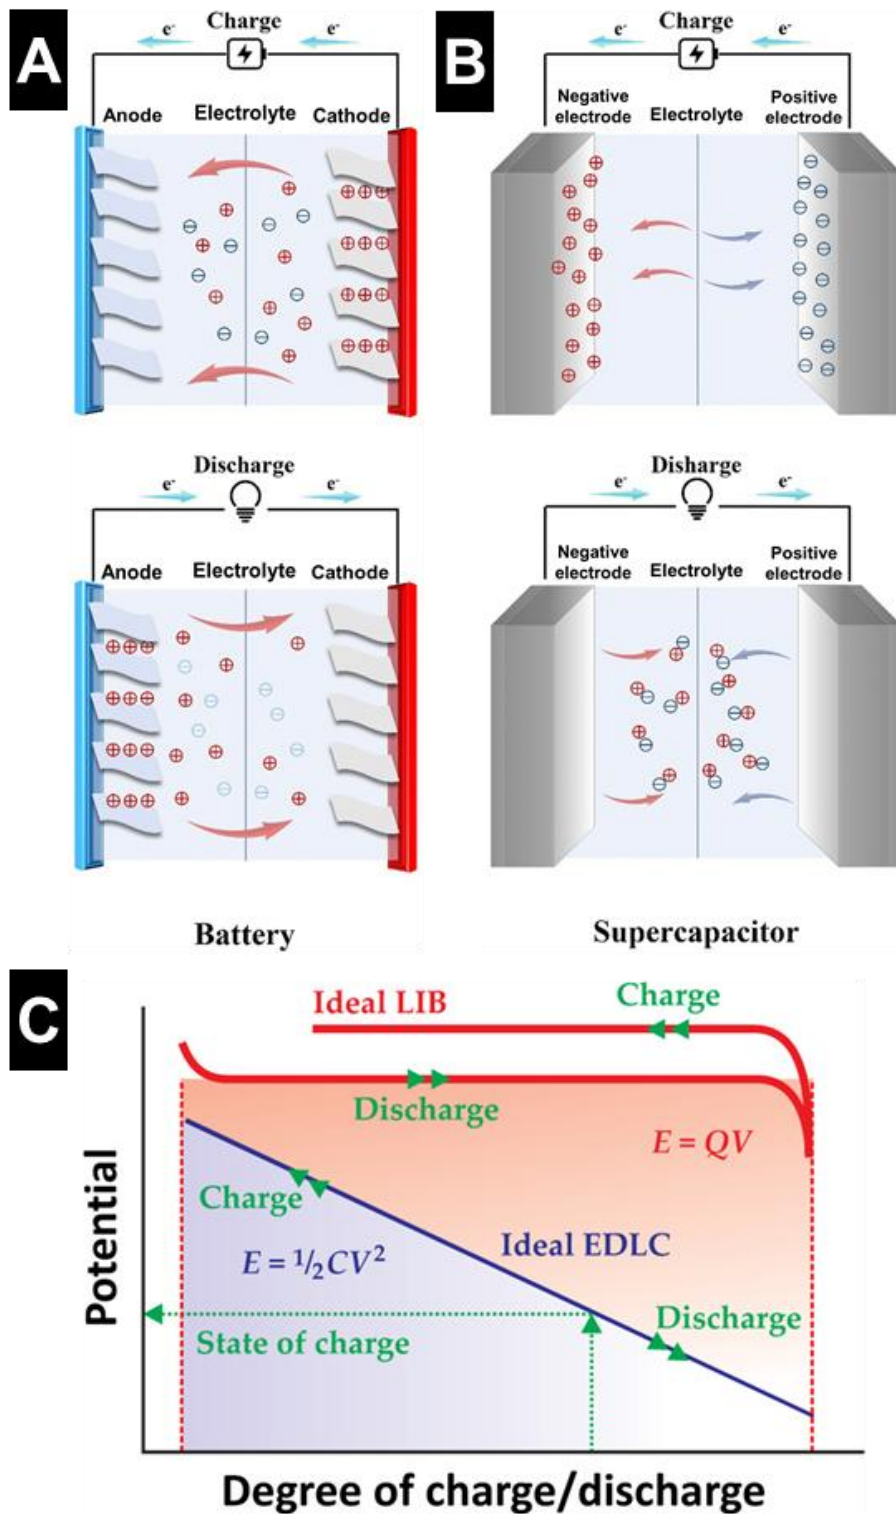 A
Charge
e- e-
Anode Electrolyte Cathode
Discharge
e- e-
Anode Electrolyte Cathode
Battery
B
Charge
e- e-
Negative electrode Electrolyte Positive electrode
Disharge
e- e-
Negative electrode Electrolyte Positive electrode
Supercapacitor
C
Ideal LIB
Charge
Discharge
E = QV
Charge
Ideal EDLC
E = 1/2CV²
Discharge
State of charge
Potential
Degree of charge/discharge